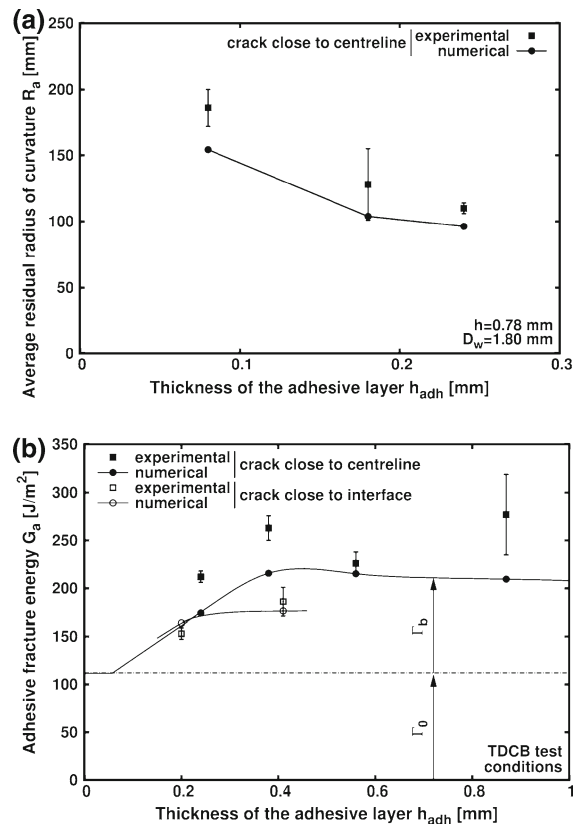 (a)
250
200
150
100
50
0
0
0.1
0.2
0.3
Average residual radius of curvature Ra [mm]
crack close to centreline
experimental
numerical
h=0.78 mm
Dw=1.80 mm
Thickness of the adhesive layer hadh [mm]
(b)
350
300
250
200
150
100
50
0
0
0.2
0.4
0.6
0.8
1
Adhesive fracture energy Ga [J/m2]
experimental
numerical
crack close to centreline
experimental
numerical
crack close to interface
Γb
Γ0
TDCB test
conditions
Thickness of the adhesive layer hadh [mm]